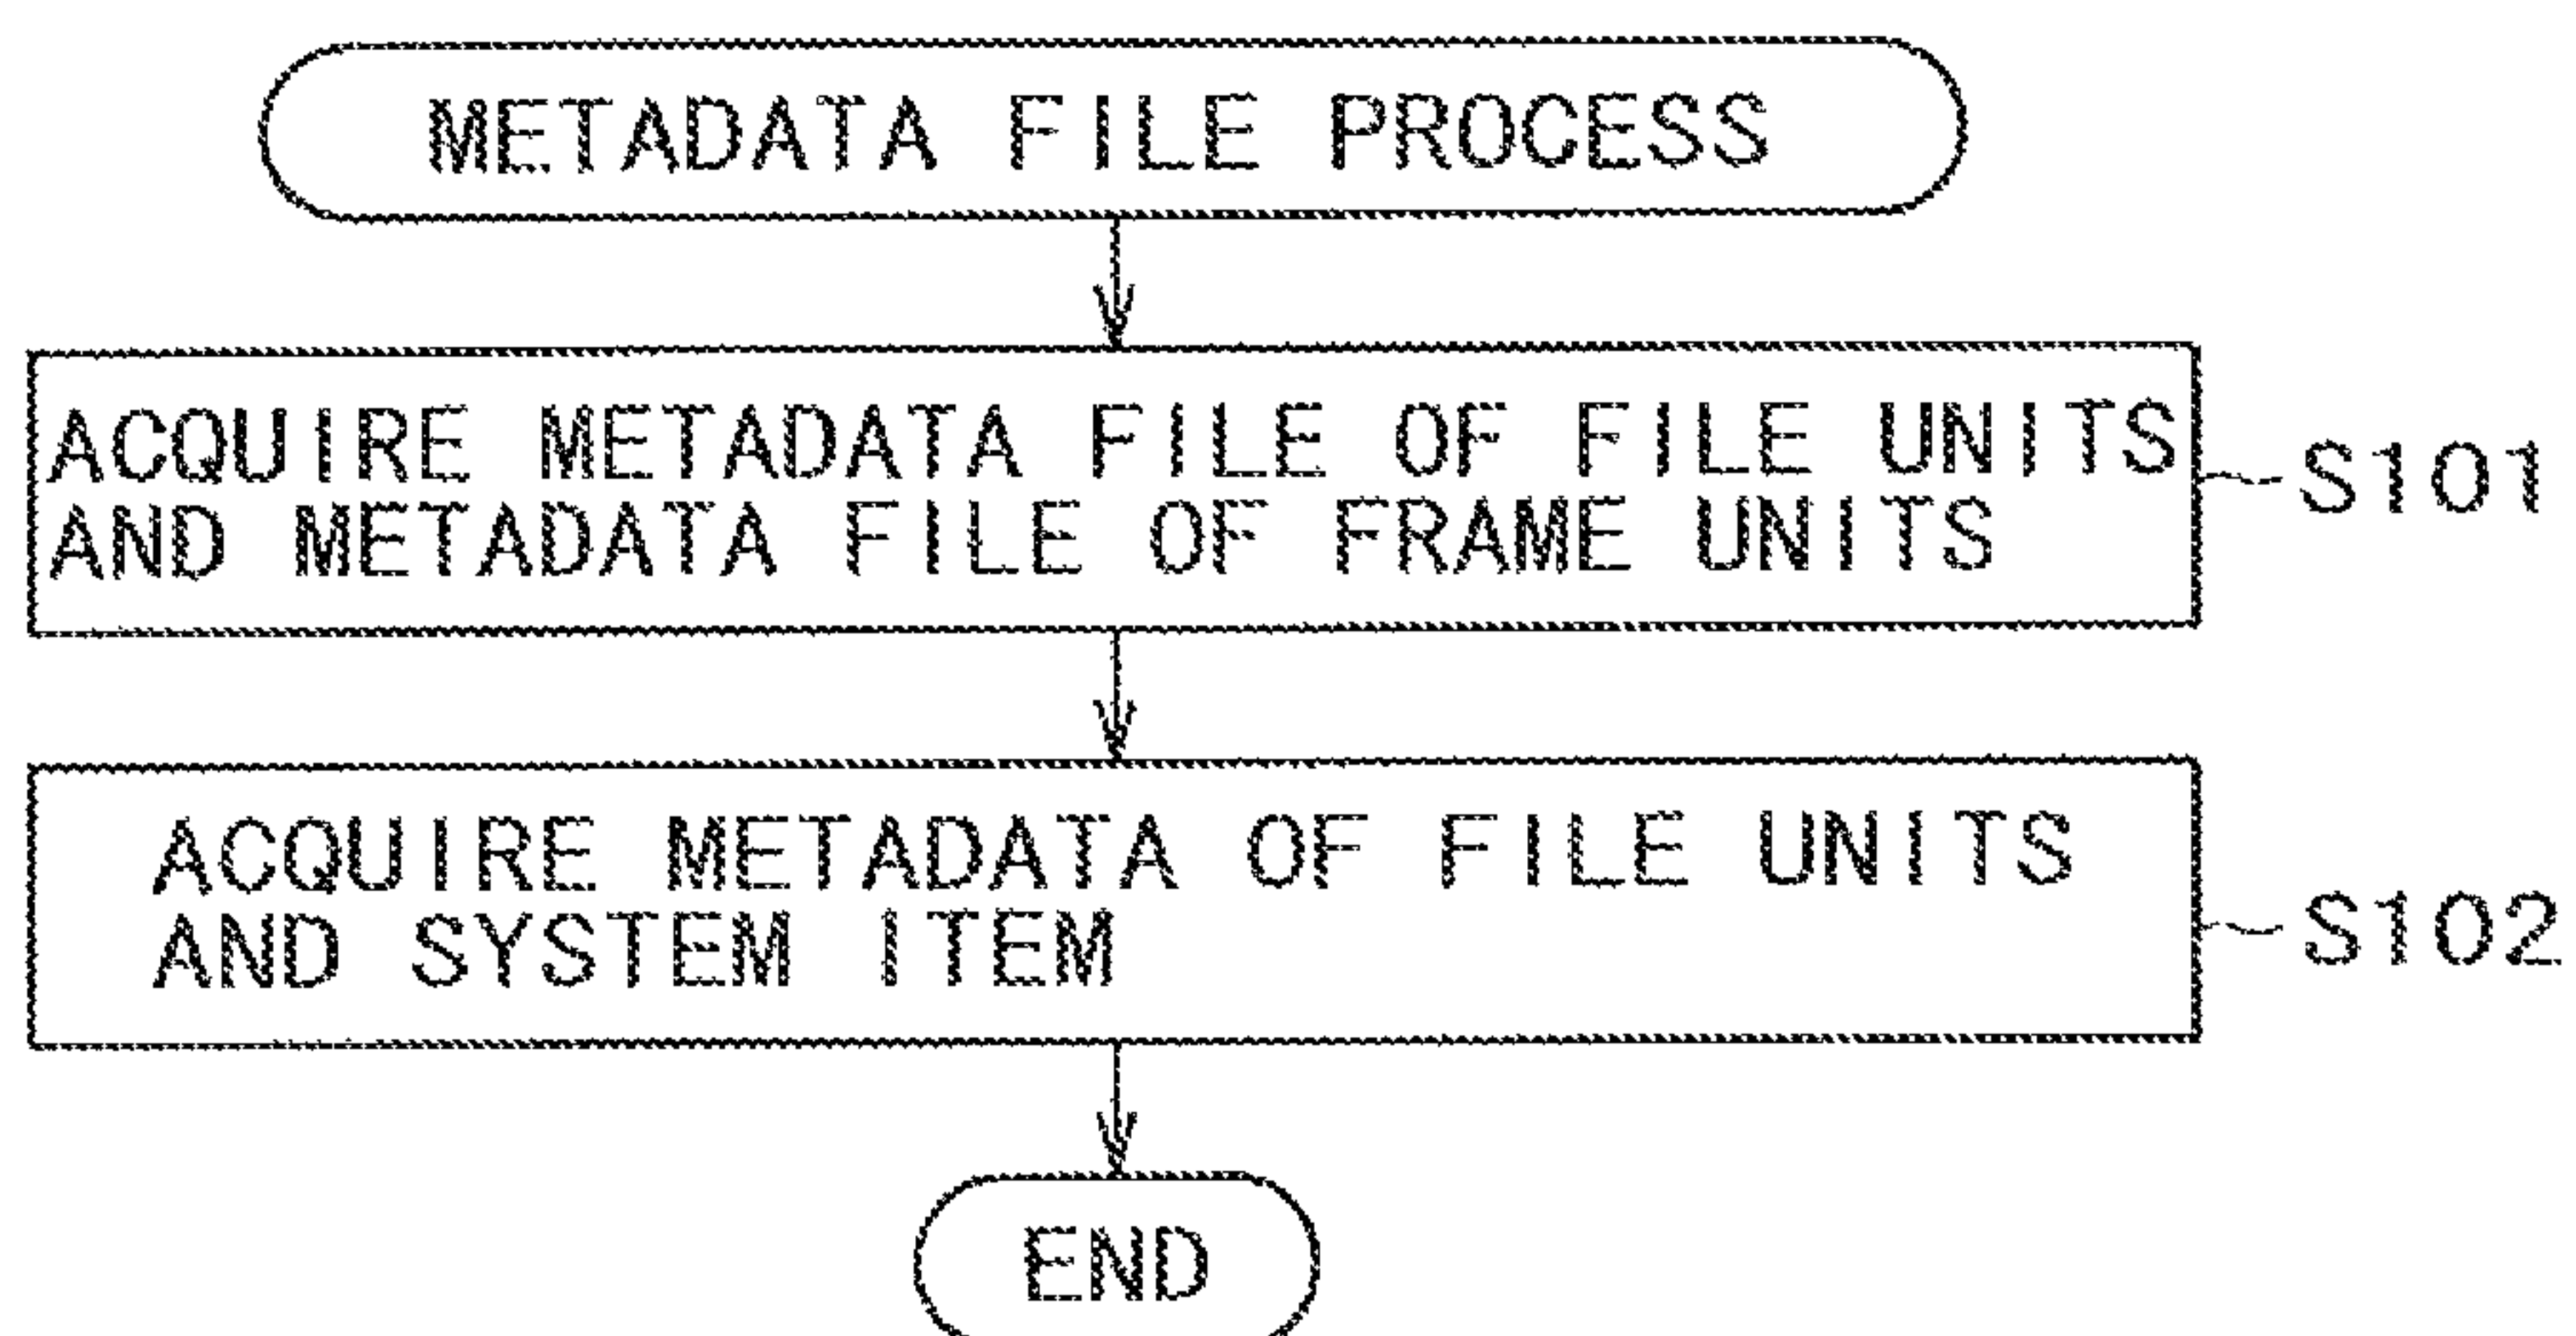 METADATA FILE PROCESS
ACQUIRE METADATA FILE OF FILE UNITS
AND METADATA FILE OF FRAME UNITS
S101
ACQUIRE METADATA OF FILE UNITS
AND SYSTEM ITEM
S102
END